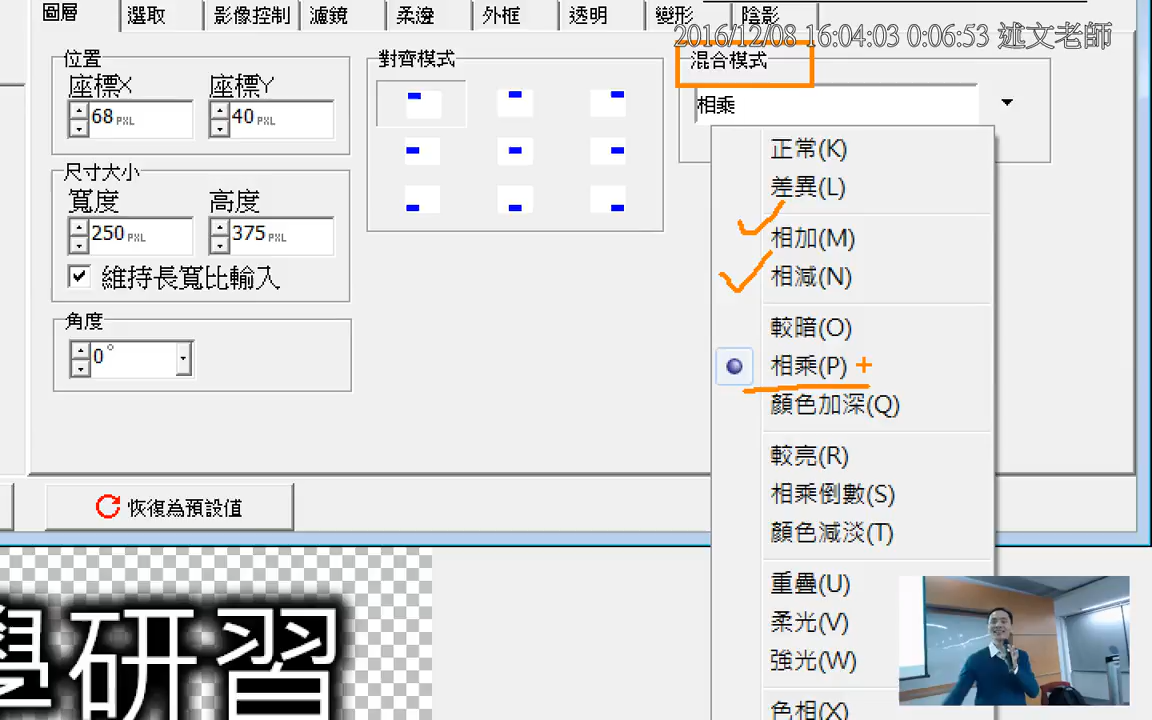 圖層
選取
影像控制
濾鏡
柔邊
外框
透明
變形
陰影
2016/12/08 16:04:03 0:06:53 述文老師
位置
座標X
座標Y
68 PXL
40 PXL
尺寸大小
寬度
高度
250 PXL
375 PXL
維持長寬比輸入
角度
0°
對齊模式
混合模式
相乘
正常(K)
差異(L)
相加(M)
相減(N)
較暗(O)
相乘(P) +
顏色加深(Q)
較亮(R)
相乘倒數(S)
顏色減淡(T)
重疊(U)
柔光(V)
強光(W)
色相(X)
恢復為預設值
學研習